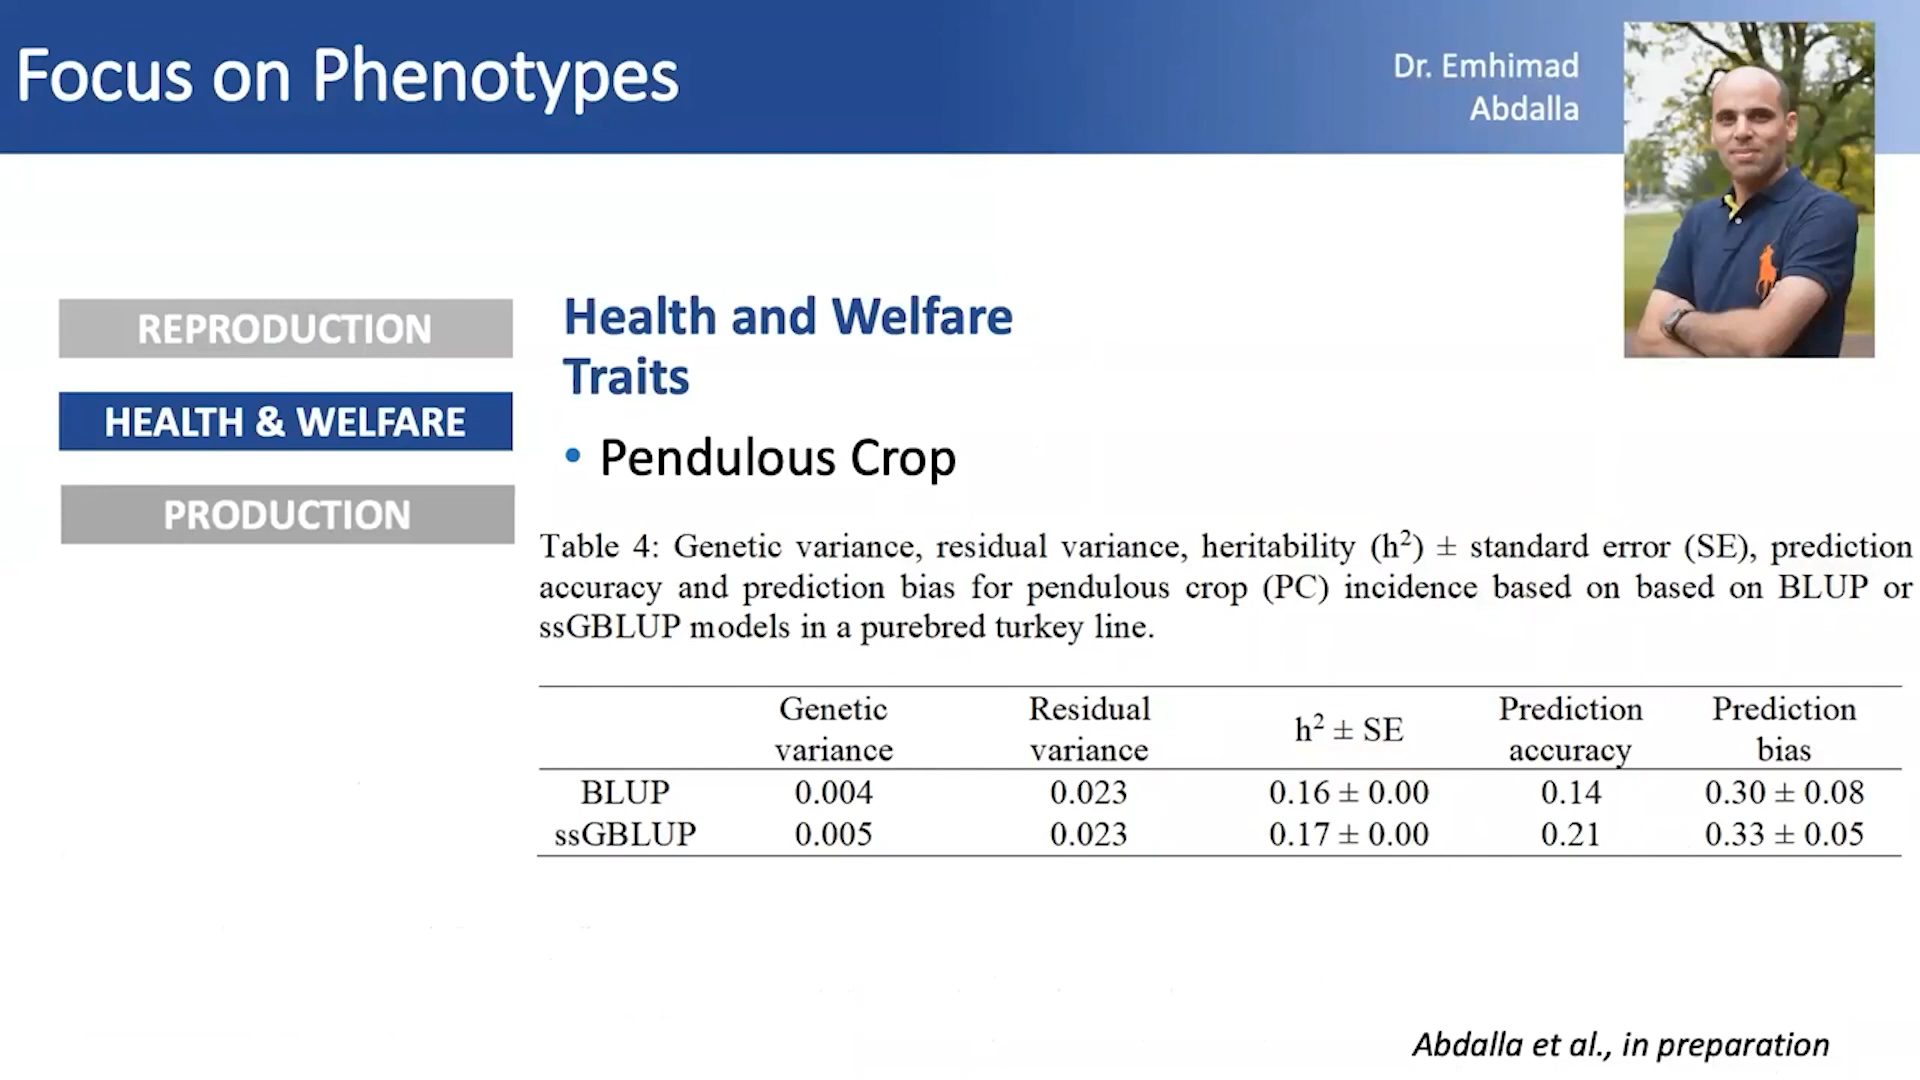 Focus on Phenotypes
Dr. Emhimad
Abdalla
REPRODUCTION
HEALTH & WELFARE
PRODUCTION
Health and Welfare
Traits
• Pendulous Crop
Table 4: Genetic variance, residual variance, heritability (h²) ± standard error (SE), prediction
accuracy and prediction bias for pendulous crop (PC) incidence based on based on BLUP or
ssGBLUP models in a purebred turkey line.
Genetic variance Residual variance h² ± SE Prediction accuracy Prediction bias
BLUP 0.004 0.023 0.16 ± 0.00 0.14 0.30 ± 0.08
ssGBLUP 0.005 0.023 0.17 ± 0.00 0.21 0.33 ± 0.05
Abdalla et al., in preparation